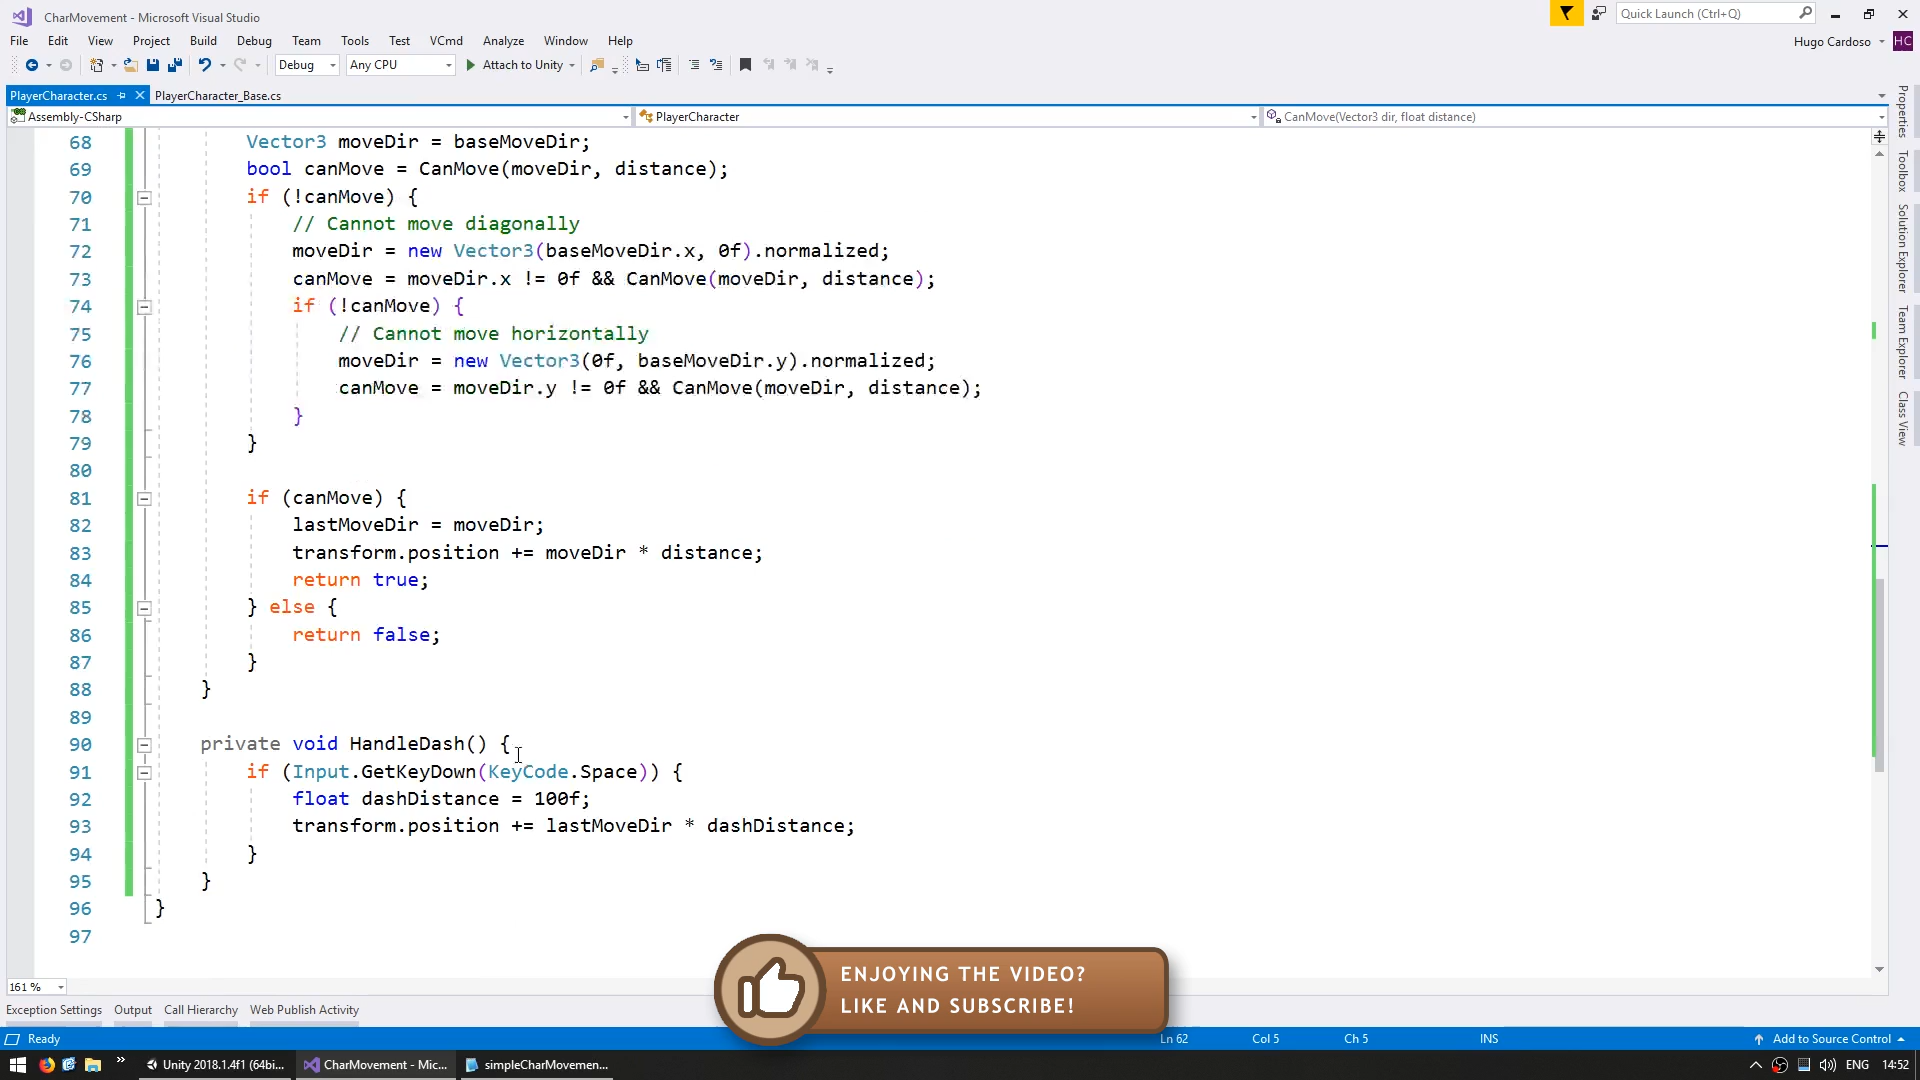 CharMovement - Microsoft Visual Studio
Quick Launch (Ctrl+Q)
File Edit View Project Build Debug Team Tools Test VCmd Analyze Window Help
Hugo Cardoso HC
Debug Any CPU Attach to Unity
PlayerCharacter.cs PlayerCharacter_Base.cs
Assembly-CSharp PlayerCharacter CanMove(Vector3 dir, float distance)
68 Vector3 moveDir = baseMoveDir;
69 bool canMove = CanMove(moveDir, distance);
70 if (!canMove) {
71 // Cannot move diagonally
72 moveDir = new Vector3(baseMoveDir.x, 0f).normalized;
73 canMove = moveDir.x != 0f && CanMove(moveDir, distance);
74 if (!canMove) {
75 // Cannot move horizontally
76 moveDir = new Vector3(0f, baseMoveDir.y).normalized;
77 canMove = moveDir.y != 0f && CanMove(moveDir, distance);
78 }
79 }
80
81 if (canMove) {
82 lastMoveDir = moveDir;
83 transform.position += moveDir * distance;
84 return true;
85 } else {
86 return false;
87 }
88 }
89
90 private void HandleDash() {
91 if (Input.GetKeyDown(KeyCode.Space)) {
92 float dashDistance = 100f;
93 transform.position += lastMoveDir * dashDistance;
94 }
95 }
96 }
97
Properties
Toolbox
Solution Explorer
Team Explorer
Class View
ENJOYING THE VIDEO?
LIKE AND SUBSCRIBE!
161 %
Exception Settings Output Call Hierarchy Web Publish Activity
Ready Ln 62 Col 5 Ch 5 INS Add to Source Control
Unity 2018.1.4f1 (64bi... CharMovement - Mic... simpleCharMovemen... ENG 14:52